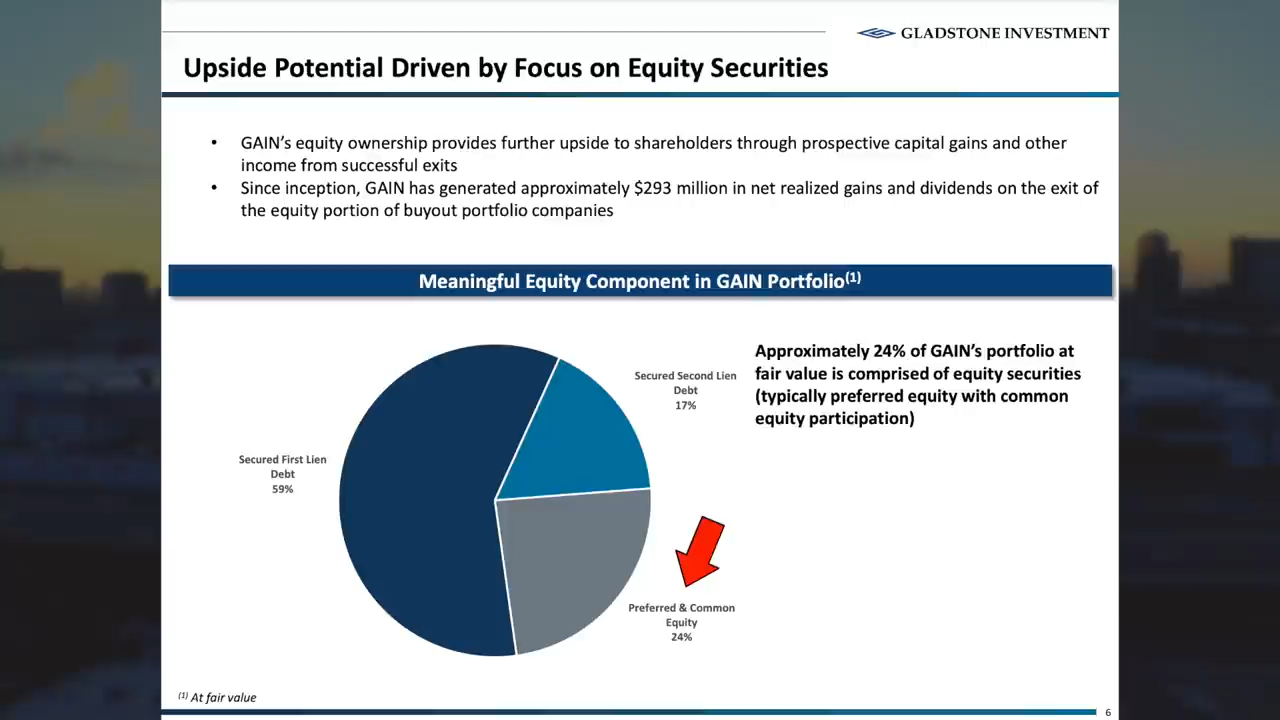 GLADSTONE INVESTMENT
Upside Potential Driven by Focus on Equity Securities
• GAIN’s equity ownership provides further upside to shareholders through prospective capital gains and other
income from successful exits
• Since inception, GAIN has generated approximately $293 million in net realized gains and dividends on the exit of
the equity portion of buyout portfolio companies
Meaningful Equity Component in GAIN Portfolio(1)
Secured Second Lien
Debt
17%
Approximately 24% of GAIN’s portfolio at
fair value is comprised of equity securities
(typically preferred equity with common
equity participation)
Secured First Lien
Debt
59%
Preferred & Common
Equity
24%
(1) At fair value
6